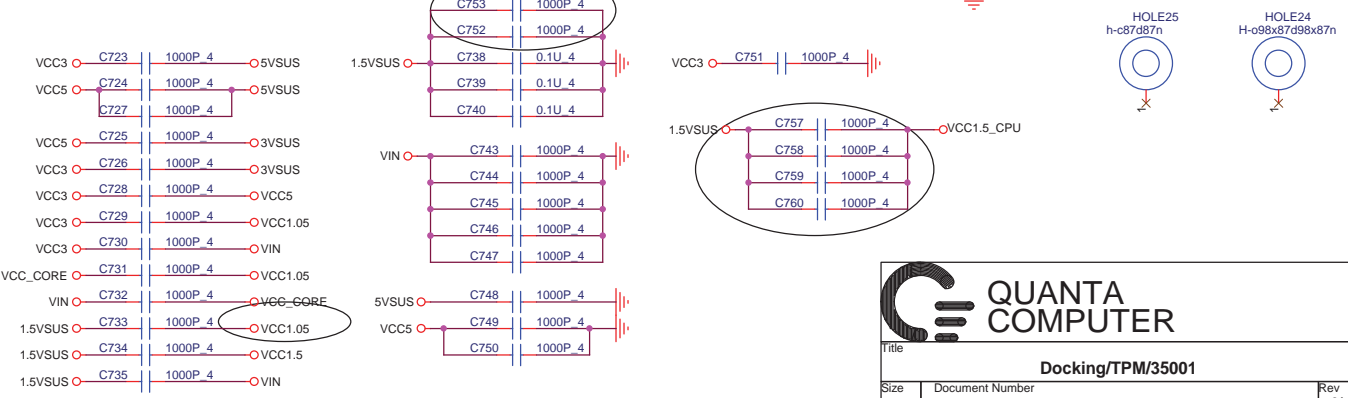 C753 1000P_4
C752 1000P_4
1.5VSUS C738 0.1U_4
C739 0.1U_4
C740 0.1U_4
VCC3 C723 1000P_4 5VSUS
VCC5 C724 1000P_4 5VSUS
C727 1000P_4
VCC5 C725 1000P_4 3VSUS
VCC3 C726 1000P_4 3VSUS
VCC3 C728 1000P_4 VCC5
VCC3 C729 1000P_4 VCC1.05
VCC3 C730 1000P_4 VIN
VCC_CORE C731 1000P_4 VCC1.05
VIN C732 1000P_4 VCC_CORE
1.5VSUS C733 1000P_4 VCC1.05
1.5VSUS C734 1000P_4 VCC1.5
1.5VSUS C735 1000P_4 VIN
VIN C743 1000P_4
C744 1000P_4
C745 1000P_4
C746 1000P_4
C747 1000P_4
5VSUS C748 1000P_4
VCC5 C749 1000P_4
C750 1000P_4
VCC3 C751 1000P_4
1.5VSUS C757 1000P_4 VCC1.5_CPU
C758 1000P_4
C759 1000P_4
C760 1000P_4
HOLE25
h-c87d87n
HOLE24
H-o98x87d98x87n
QUANTA
COMPUTER
Title
Docking/TPM/35001
Size Document Number Rev